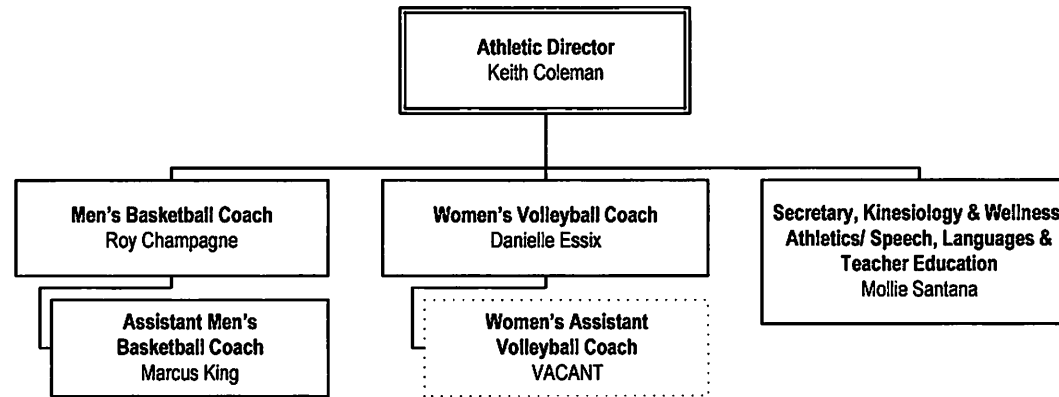 Athletic Director
Keith Coleman
Men's Basketball Coach
Roy Champagne
Women's Volleyball Coach
Danielle Essix
Secretary, Kinesiology & Wellness
Athletics/ Speech, Languages &
Teacher Education
Mollie Santana
Assistant Men's
Basketball Coach
Marcus King
Women's Assistant
Volleyball Coach
VACANT